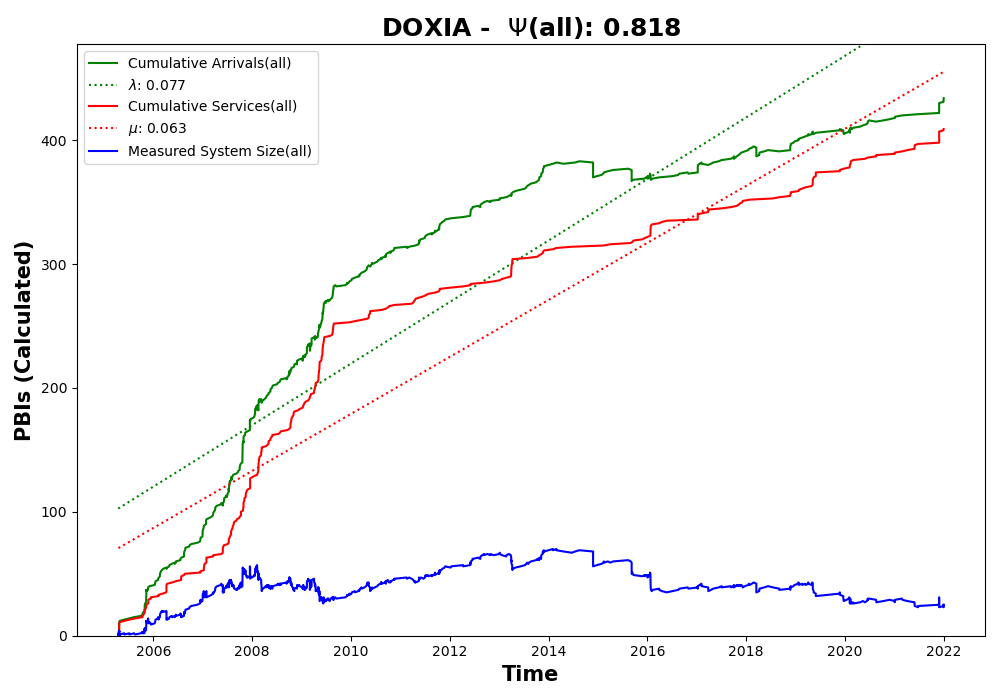 DOXIA - Ψ(all): 0.818
Cumulative Arrivals(all)
λ: 0.077
Cumulative Services(all)
μ: 0.063
Measured System Size(all)
PBIs (Calculated)
400
300
200
100
0
2006 2008 2010 2012 2014 2016 2018 2020 2022
Time